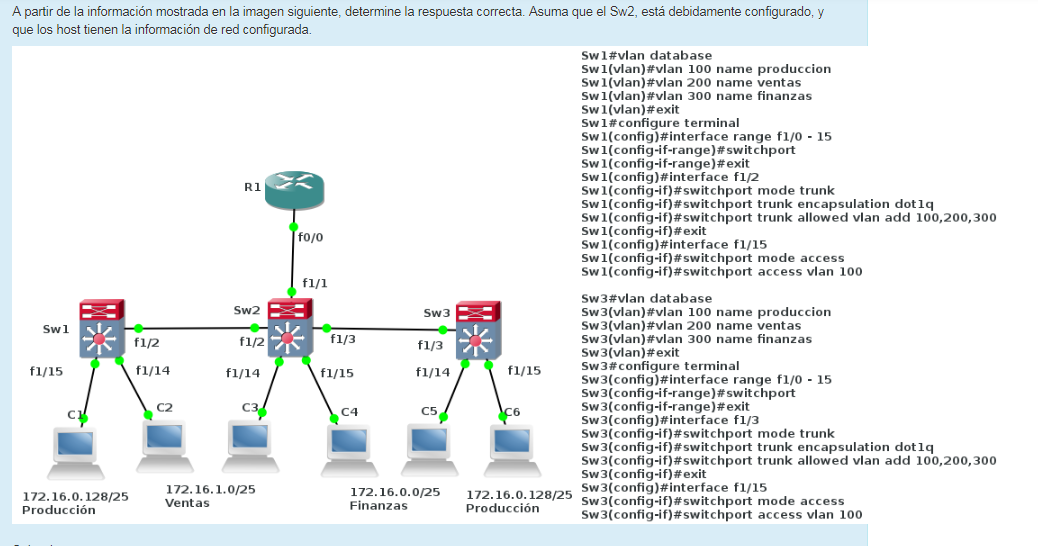 A partir de la información mostrada en la imagen siguiente, determine la respuesta correcta. Asuma que el Sw2, está debidamente configurado, y
que los host tienen la información de red configurada.
Sw1#vlan database
Sw1(vlan)#vlan 100 name produccion
Sw1(vlan)#vlan 200 name ventas
Sw1(vlan)#vlan 300 name finanzas
Sw1(vlan)#exit
Sw1#configure terminal
Sw1(config)#interface range f1/0 - 15
Sw1(config-if-range)#switchport
Sw1(config-if-range)#exit
Sw1(config)#interface f1/2
Sw1(config-if)#switchport mode trunk
Sw1(config-if)#switchport trunk encapsulation dot1q
Sw1(config-if)#switchport trunk allowed vlan add 100,200,300
Sw1(config-if)#exit
Sw1(config)#interface f1/15
Sw1(config-if)#switchport mode access
Sw1(config-if)#switchport access vlan 100
Sw3#vlan database
Sw3(vlan)#vlan 100 name produccion
Sw3(vlan)#vlan 200 name ventas
Sw3(vlan)#vlan 300 name finanzas
Sw3(vlan)#exit
Sw3#configure terminal
Sw3(config)#interface range f1/0 - 15
Sw3(config-if-range)#switchport
Sw3(config-if-range)#exit
Sw3(config)#interface f1/3
Sw3(config-if)#switchport mode trunk
Sw3(config-if)#switchport trunk encapsulation dot1q
Sw3(config-if)#switchport trunk allowed vlan add 100,200,300
Sw3(config-if)#exit
Sw3(config)#interface f1/15
Sw3(config-if)#switchport mode access
Sw3(config-if)#switchport access vlan 100
R1
f0/0
f1/1
Sw1
Sw2
Sw3
f1/2
f1/2
f1/3
f1/3
f1/15
f1/14
f1/14
f1/15
f1/14
f1/15
C1
C2
C3
C4
C5
C6
172.16.0.128/25
Producción
172.16.1.0/25
Ventas
172.16.0.0/25
Finanzas
172.16.0.128/25
Producción